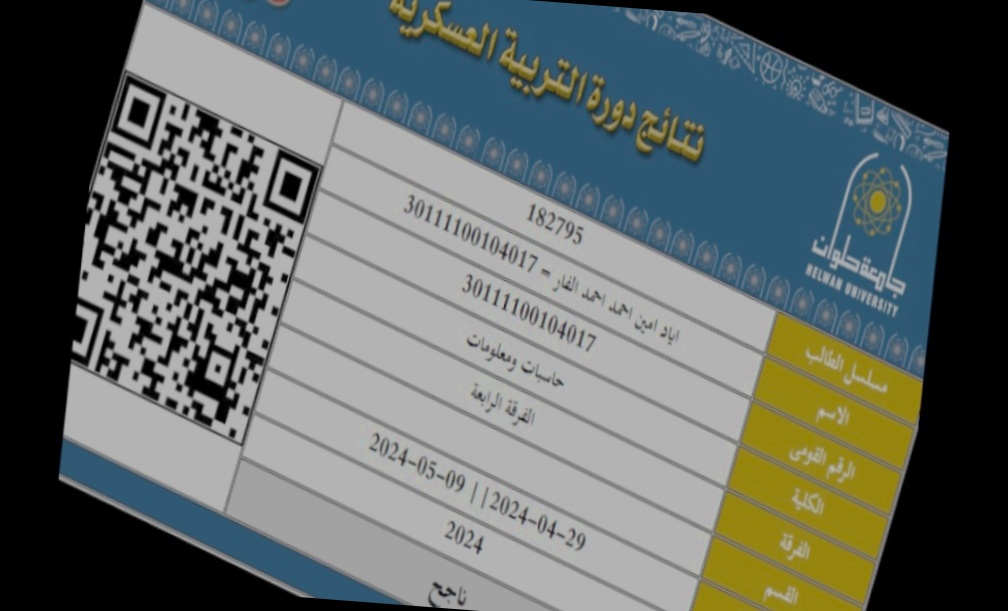 نتائج دورة التربية العسكرية
جامعة حلوان
HELWAN UNIVERSITY
مسلسل الطالب 182795
الاسم اياد امين احمد احمد الفار = 30111100104017
الرقم القومى 30111100104017
الكلية حاسبات ومعلومات
الفرقة الفرقة الرابعة
القسم
2024-04-29 || 2024-05-09
2024
ناجح